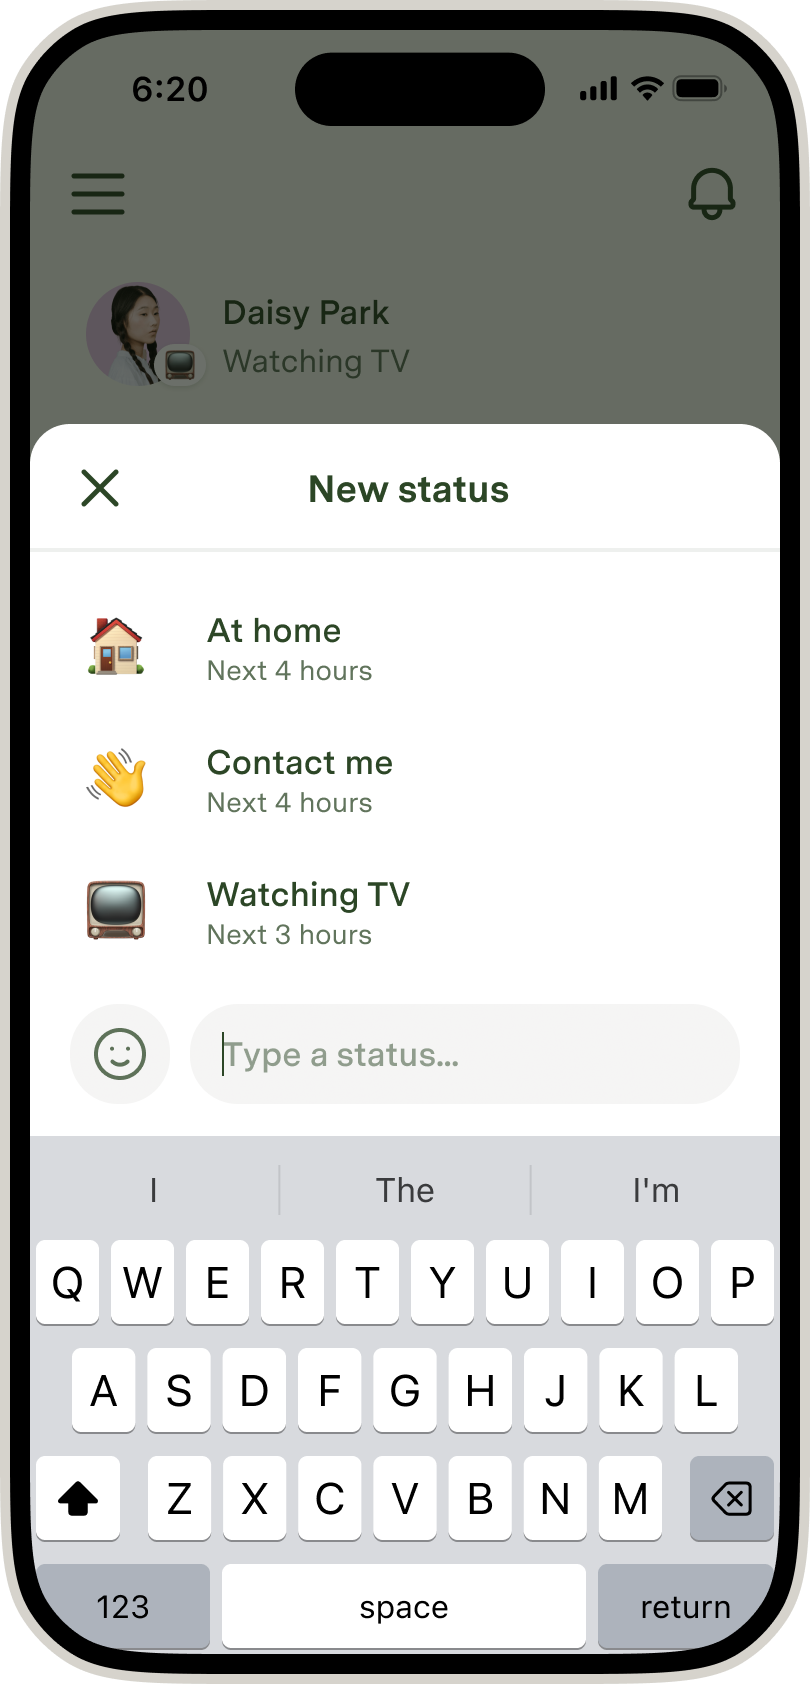 6:20
Daisy Park
Watching TV
New status
At home
Next 4 hours
Contact me
Next 4 hours
Watching TV
Next 3 hours
Type a status...
I The I'm
Q W E R T Y U I O P
A S D F G H J K L
Z X C V B N M
123 space return